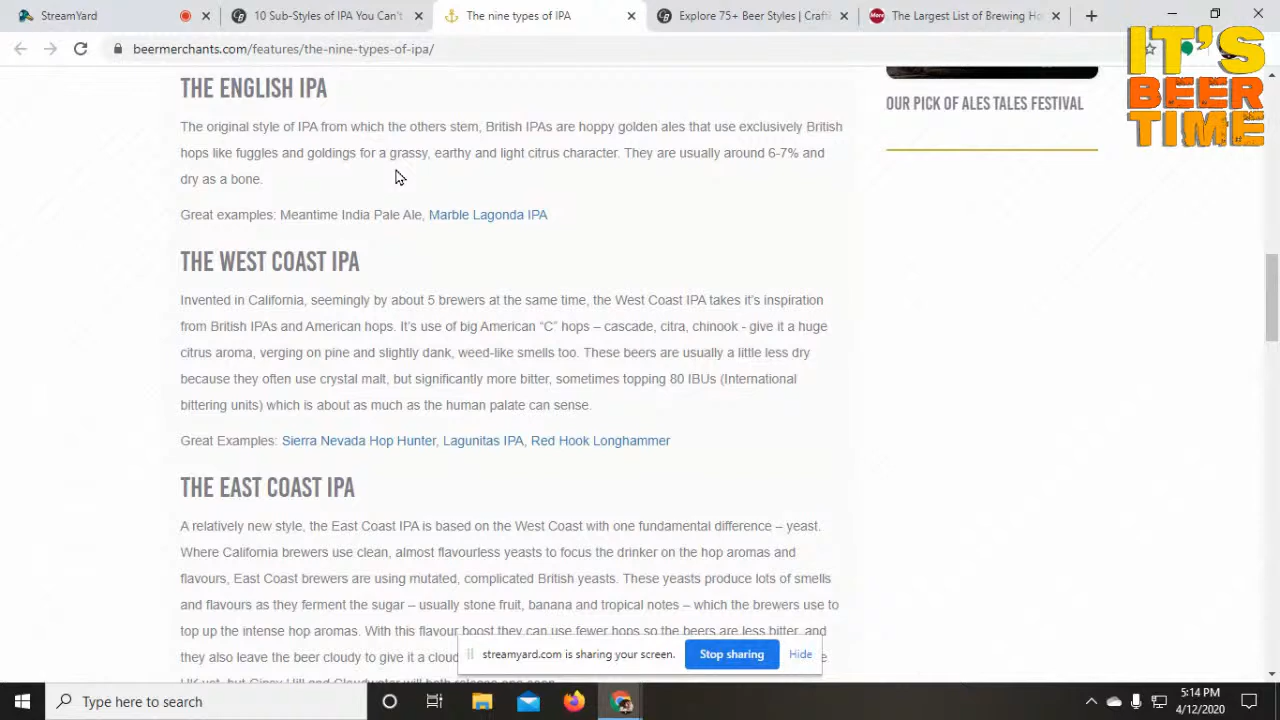 StreamYard
10 Sub-Styles of IPA You Can't
The nine types of IPA
Explore 75+ Beer Styles | Craft
The Largest List of Brewing Ho
beermerchants.com/features/the-nine-types-of-ipa/
IT'S
BEER
TIME
THE ENGLISH IPA
The original style of IPA from which the others stem, British IPAs are hoppy golden ales that use exclusively British
hops like fuggles and goldings for a grassy, earthy and light citrus character. They are usually around 6-7% and
dry as a bone.
Great examples: Meantime India Pale Ale, Marble Lagonda IPA
OUR PICK OF ALES TALES FESTIVAL
THE WEST COAST IPA
Invented in California, seemingly by about 5 brewers at the same time, the West Coast IPA takes it's inspiration
from British IPAs and American hops. It's use of big American “C” hops – cascade, citra, chinook - give it a huge
citrus aroma, verging on pine and slightly dank, weed-like smells too. These beers are usually a little less dry
because they often use crystal malt, but significantly more bitter, sometimes topping 80 IBUs (International
bittering units) which is about as much as the human palate can sense.
Great Examples: Sierra Nevada Hop Hunter, Lagunitas IPA, Red Hook Longhammer
THE EAST COAST IPA
A relatively new style, the East Coast IPA is based on the West Coast with one fundamental difference – yeast.
Where California brewers use clean, almost flavourless yeasts to focus the drinker on the hop aromas and
flavours, East Coast brewers are using mutated, complicated British yeasts. These yeasts produce lots of smells
and flavours as they ferment the sugar – usually stone fruit, banana and tropical notes – which the brewers use to
top up the intense hop aromas. With this flavour boost they can use fewer hops so the beers are less bitter, and
they also leave the beer cloudy to give it a cloud
streamyard.com is sharing your screen.
Stop sharing
Hide
Type here to search
5:14 PM
4/12/2020